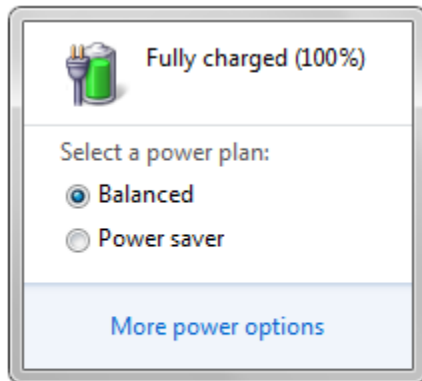 Fully charged (100%)
Select a power plan:
Balanced
Power saver
More power options